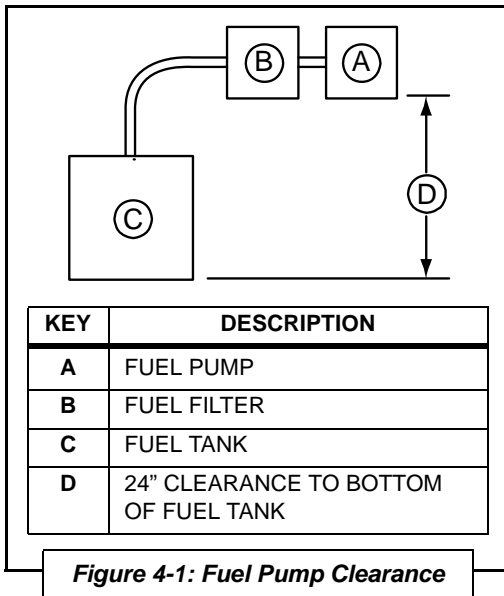 B A
D
C
KEY DESCRIPTION
A FUEL PUMP
B FUEL FILTER
C FUEL TANK
D 24" CLEARANCE TO BOTTOM
OF FUEL TANK
Figure 4-1: Fuel Pump Clearance